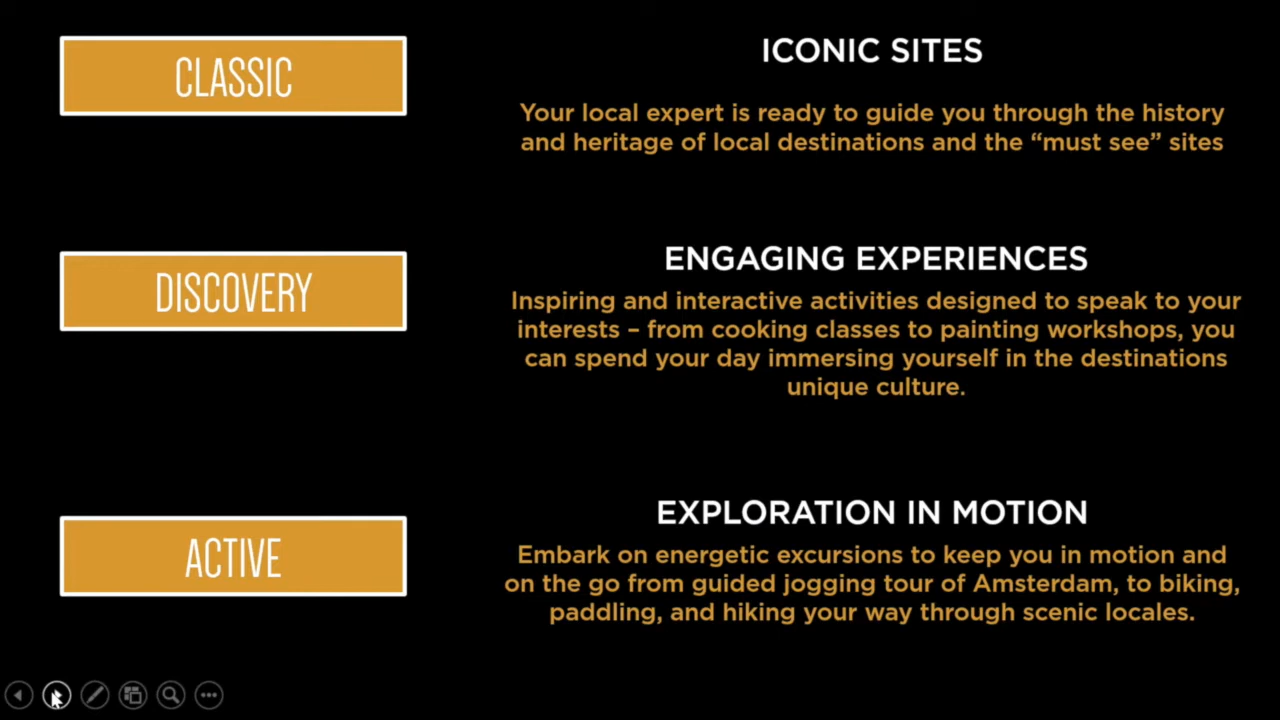 CLASSIC
ICONIC SITES
Your local expert is ready to guide you through the history
and heritage of local destinations and the “must see” sites
DISCOVERY
ENGAGING EXPERIENCES
Inspiring and interactive activities designed to speak to your
interests – from cooking classes to painting workshops, you
can spend your day immersing yourself in the destinations
unique culture.
ACTIVE
EXPLORATION IN MOTION
Embark on energetic excursions to keep you in motion and
on the go from guided jogging tour of Amsterdam, to biking,
paddling, and hiking your way through scenic locales.